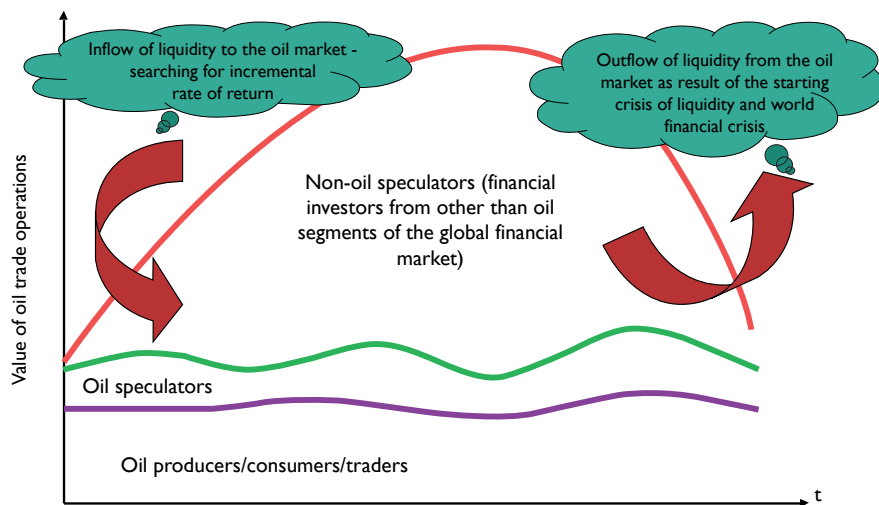 Inflow of liquidity to the oil market -
searching for incremental
rate of return
Outflow of liquidity from the oil
market as result of the starting
crisis of liquidity and world
financial crisis
Value of oil trade operations
Non-oil speculators (financial
investors from other than oil
segments of the global financial
market)
Oil speculators
Oil producers/consumers/traders
t